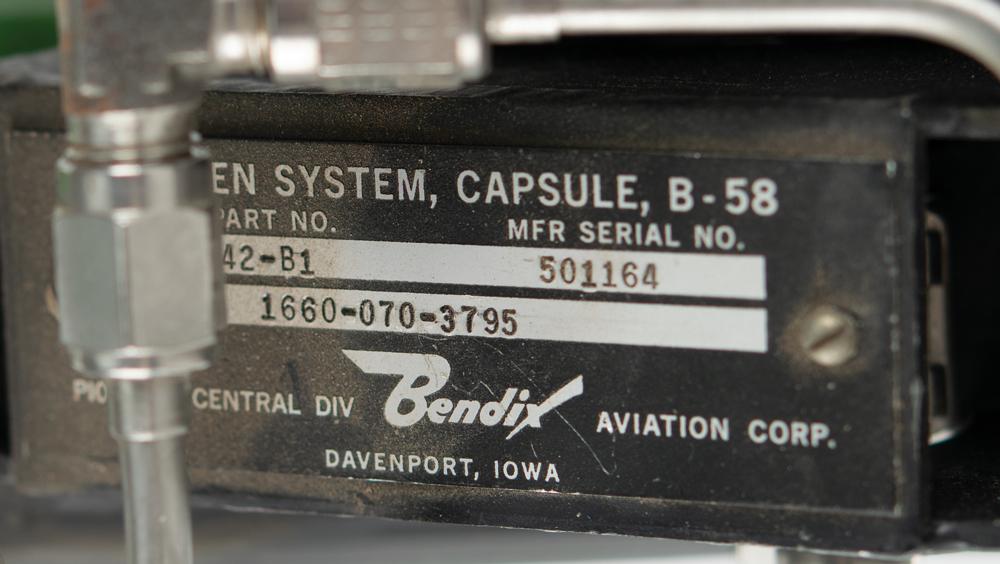 EN SYSTEM, CAPSULE, B-58
PART NO. MFR SERIAL NO.
42-B1 501164
1660-070-3795
PIO CENTRAL DIV Bendix AVIATION CORP.
DAVENPORT, IOWA